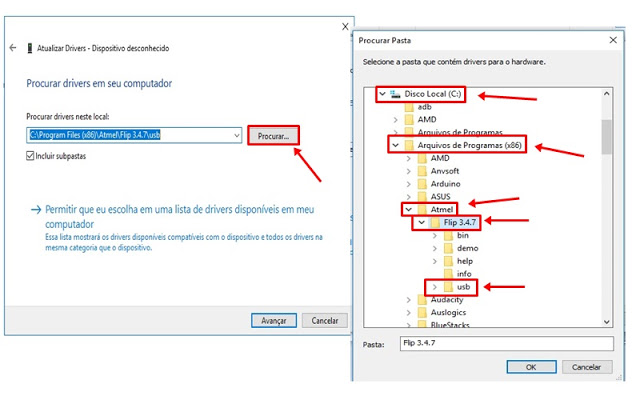 Atualizar Drivers - Dispositivo desconhecido
Procurar drivers em seu computador
Procurar drivers neste local:
C:\Program Files (x86)\Atmel\Flip 3.4.7\usb
Procurar...
Incluir subpastas
Permitir que eu escolha em uma lista de drivers disponíveis em meu
computador
Essa lista mostrará os drivers disponíveis compatíveis com o dispositivo e todos os drivers na
mesma categoria que o dispositivo.
Avançar
Cancelar
Procurar Pasta
Selecione a pasta que contém drivers para o hardware.
Disco Local (C:)
adb
AMD
Arquivos de Programas
Arquivos de Programas (x86)
AMD
Anvsoft
Arduino
ASUS
Atmel
Flip 3.4.7
bin
demo
help
info
usb
Audacity
Auslogics
BlueStacks
Pasta:
Flip 3.4.7
OK
Cancelar